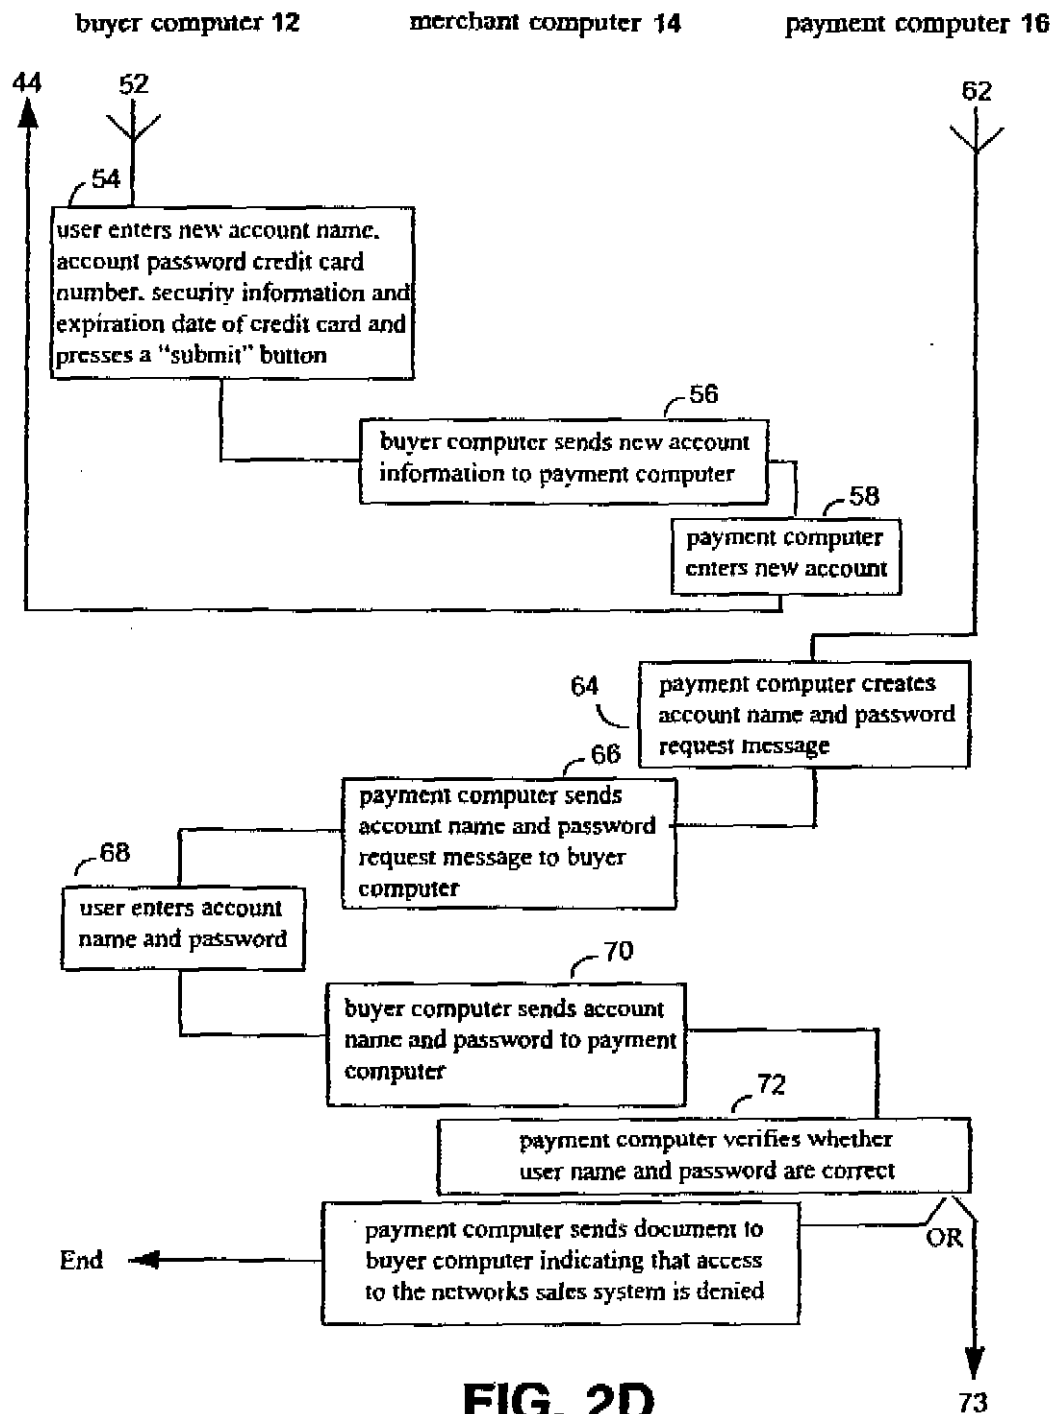 buyer computer 12 merchant computer 14 payment computer 16
44 52 62
54
user enters new account name.
account password credit card
number. security information and
expiration date of credit card and
presses a “submit” button
56
buyer computer sends new account
information to payment computer
58
payment computer
enters new account
64
payment computer creates
account name and password
request message
66
payment computer sends
account name and password
request message to buyer
computer
68
user enters account
name and password
70
buyer computer sends account
name and password to payment
computer
72
payment computer verifies whether
user name and password are correct
OR
payment computer sends document to
buyer computer indicating that access
to the networks sales system is denied
End
73
FIG. 2D